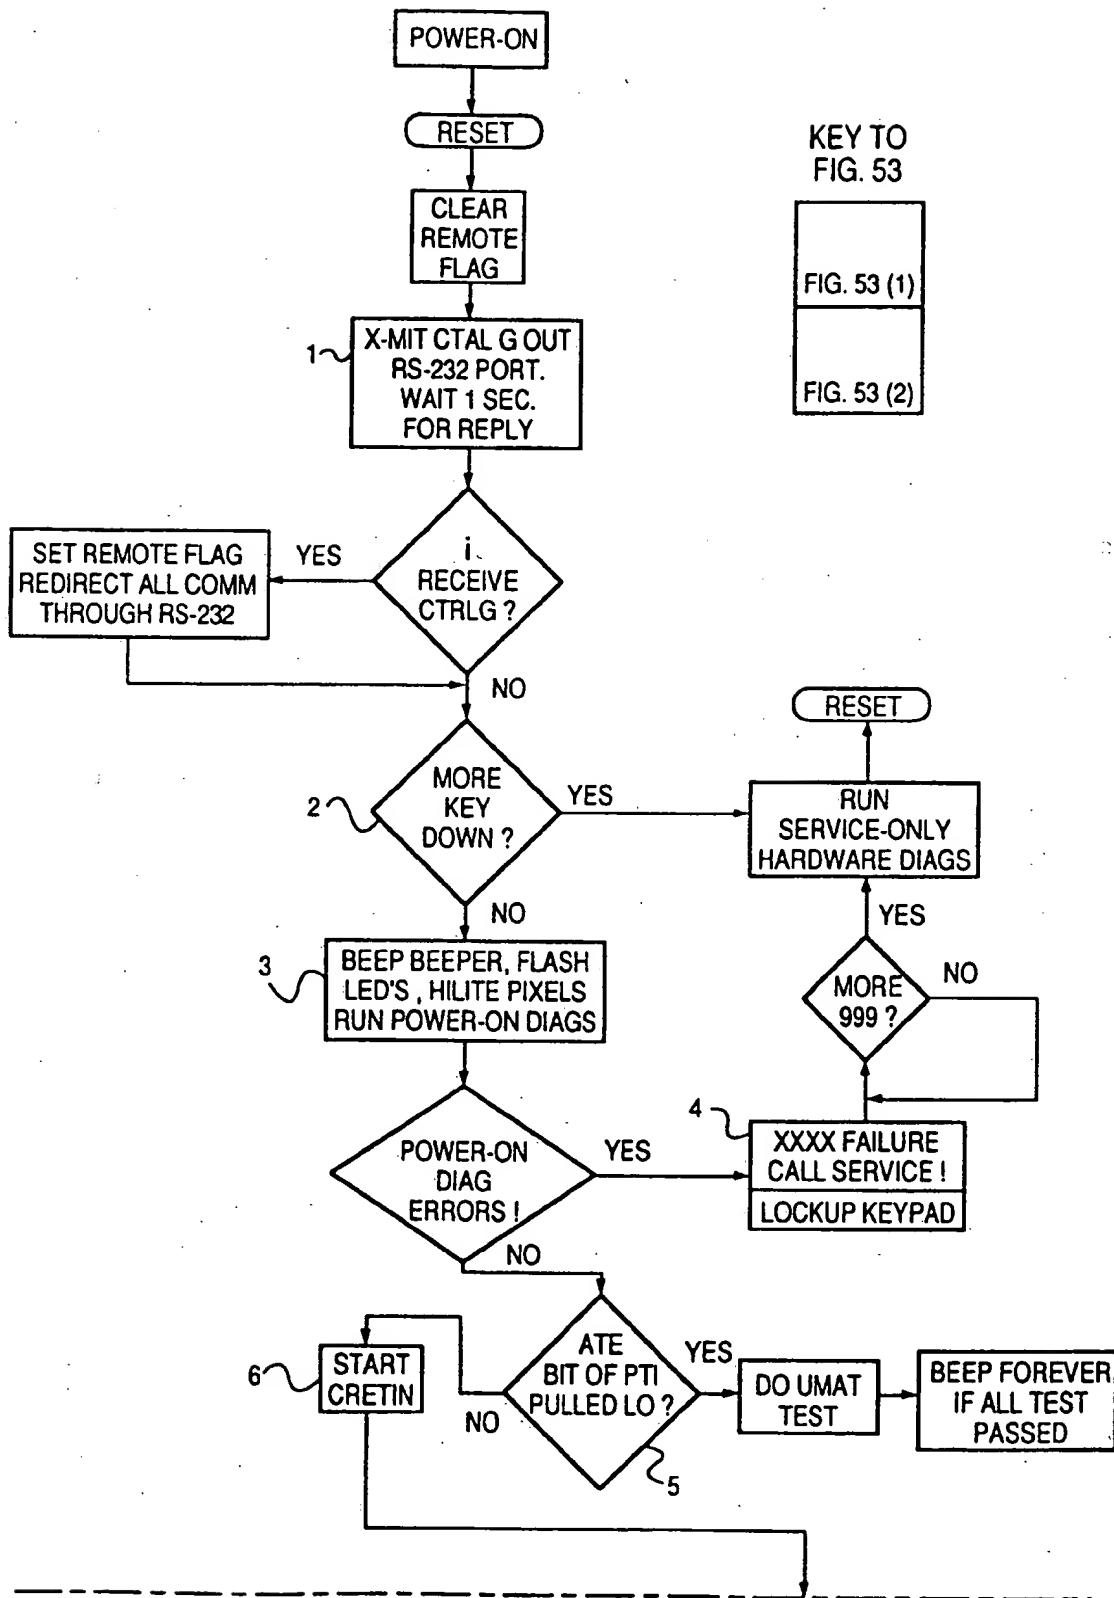 POWER-ON
RESET
KEY TO
FIG. 53
FIG. 53 (1)
FIG. 53 (2)
CLEAR
REMOTE
FLAG
1
X-MIT CTAL G OUT
RS-232 PORT.
WAIT 1 SEC.
FOR REPLY
i
RECEIVE
CTRLG ?
YES
SET REMOTE FLAG
REDIRECT ALL COMM
THROUGH RS-232
NO
2
MORE
KEY
DOWN ?
YES
RESET
RUN
SERVICE-ONLY
HARDWARE DIAGS
YES
MORE
999 ?
NO
NO
3
BEEP BEEPER, FLASH
LED'S , HILITE PIXELS
RUN POWER-ON DIAGS
POWER-ON
DIAG
ERRORS !
YES
4
XXXX FAILURE
CALL SERVICE !
LOCKUP KEYPAD
NO
ATE
BIT OF PTI
PULLED LO ?
5
YES
DO UMAT
TEST
BEEP FOREVER,
IF ALL TEST
PASSED
NO
6
START
CRETIN